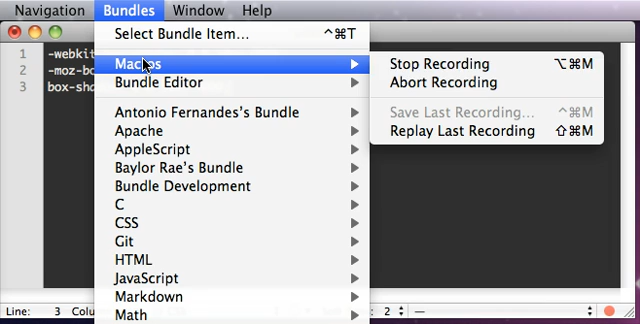 Navigation Bundles Window Help
Select Bundle Item... ^⌘T
Macros
Bundle Editor
Stop Recording ⌥⌘M
Abort Recording
Save Last Recording... ^⌘M
Replay Last Recording ⇧⌘M
Antonio Fernandes's Bundle
Apache
AppleScript
Baylor Rae's Bundle
Bundle Development
C
CSS
Git
HTML
JavaScript
Markdown
Math
1 -webkit
2 -moz-bo
3 box-sha
Line: 3 Colu
: 2 —